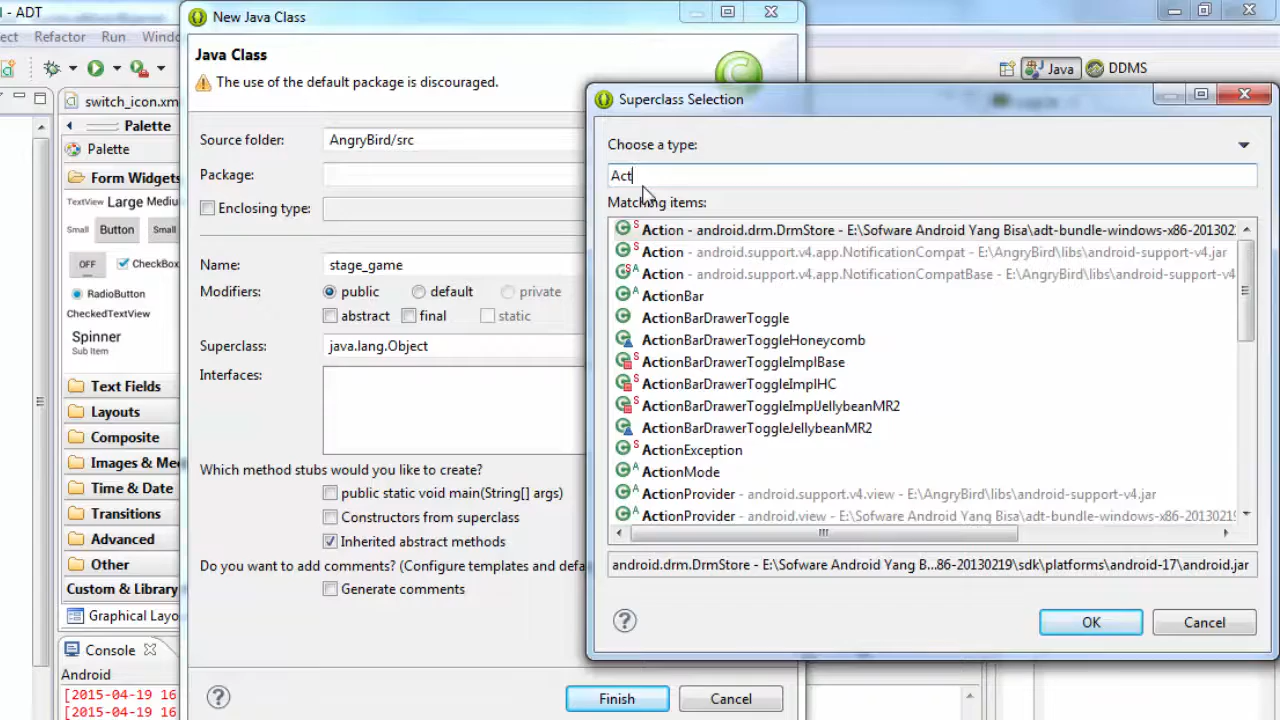 - ADT
ect Refactor Run Windo
Java DDMS
switch_icon.xm
Palette
Palette
Form Widgets
TextView Large Mediu
Small Button Small
OFF CheckBox
RadioButton
CheckedTextView
Spinner
Sub Item
Text Fields
Layouts
Composite
Images & Me
Time & Date
Transitions
Advanced
Other
Custom & Library
Graphical Layo
Console
Android
[2015-04-19 16
[2015-04-19 16
New Java Class
Java Class
The use of the default package is discouraged.
Source folder: AngryBird/src
Package:
Enclosing type:
Name: stage_game
Modifiers: public default private
abstract final static
Superclass: java.lang.Object
Interfaces:
Which method stubs would you like to create?
public static void main(String[] args)
Constructors from superclass
Inherited abstract methods
Do you want to add comments? (Configure templates and defa
Generate comments
Finish Cancel
Superclass Selection
Choose a type:
Act
Matching items:
Action - android.drm.DrmStore - E:\Sofware Android Yang Bisa\adt-bundle-windows-x86-201302
Action - android.support.v4.app.NotificationCompat - E:\AngryBird\libs\android-support-v4.jar
Action - android.support.v4.app.NotificationCompatBase - E:\AngryBird\libs\android-support-v4
ActionBar
ActionBarDrawerToggle
ActionBarDrawerToggleHoneycomb
ActionBarDrawerToggleImplBase
ActionBarDrawerToggleImplHC
ActionBarDrawerToggleImplJellybeanMR2
ActionBarDrawerToggleJellybeanMR2
ActionException
ActionMode
ActionProvider - android.support.v4.view - E:\AngryBird\libs\android-support-v4.jar
ActionProvider - android.view - E:\Sofware Android Yang Bisa\adt-bundle-windows-x86-20130219
android.drm.DrmStore - E:\Sofware Android Yang B...86-20130219\sdk\platforms\android-17\android.jar
OK Cancel